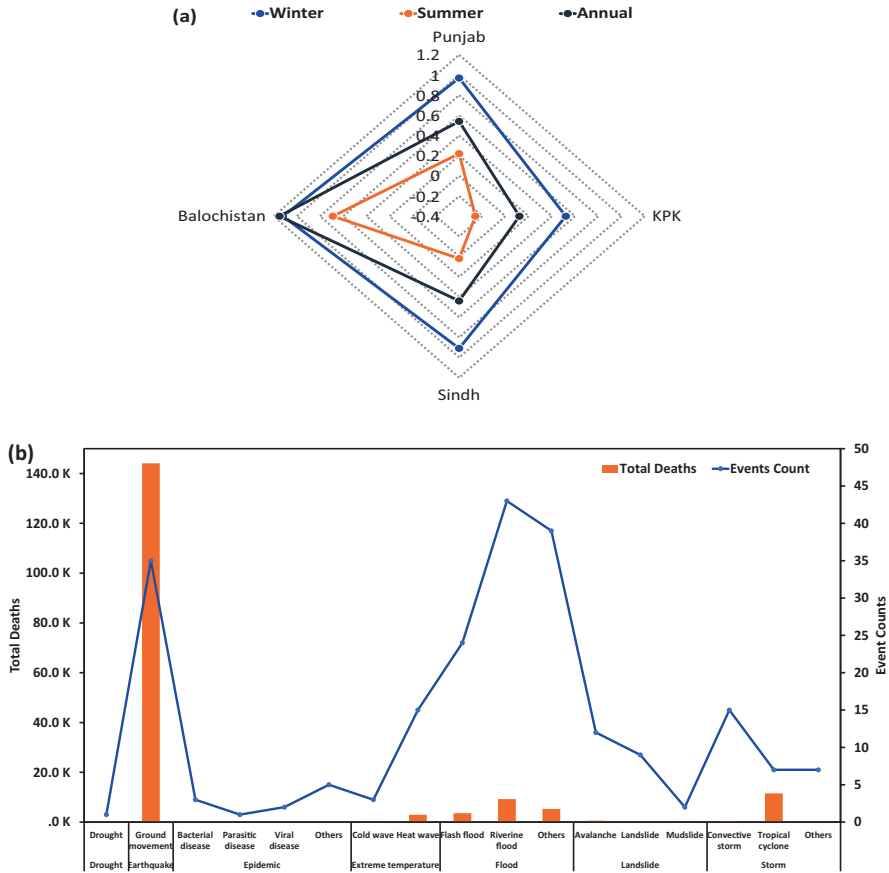 (a)
Winter Summer Annual
Punjab
1.2
1
0.8
0.6
0.4
0.2
0
-0.2
-0.4
Balochistan
KPK
Sindh
(b)
Total Deaths Events Count
Total Deaths
140.0 K
120.0 K
100.0 K
80.0 K
60.0 K
40.0 K
20.0 K
.0 K
50
45
40
35
30
25
20
15
10
5
0
Event Counts
Drought
Ground
movement
Bacterial
disease
Parasitic
disease
Viral
disease
Others
Cold wave
Heat wave
Flash flood
Riverine
flood
Others
Avalanche
Landslide
Mudslide
Convective
storm
Tropical
cyclone
Others
Drought
Earthquake
Epidemic
Extreme temperature
Flood
Landslide
Storm